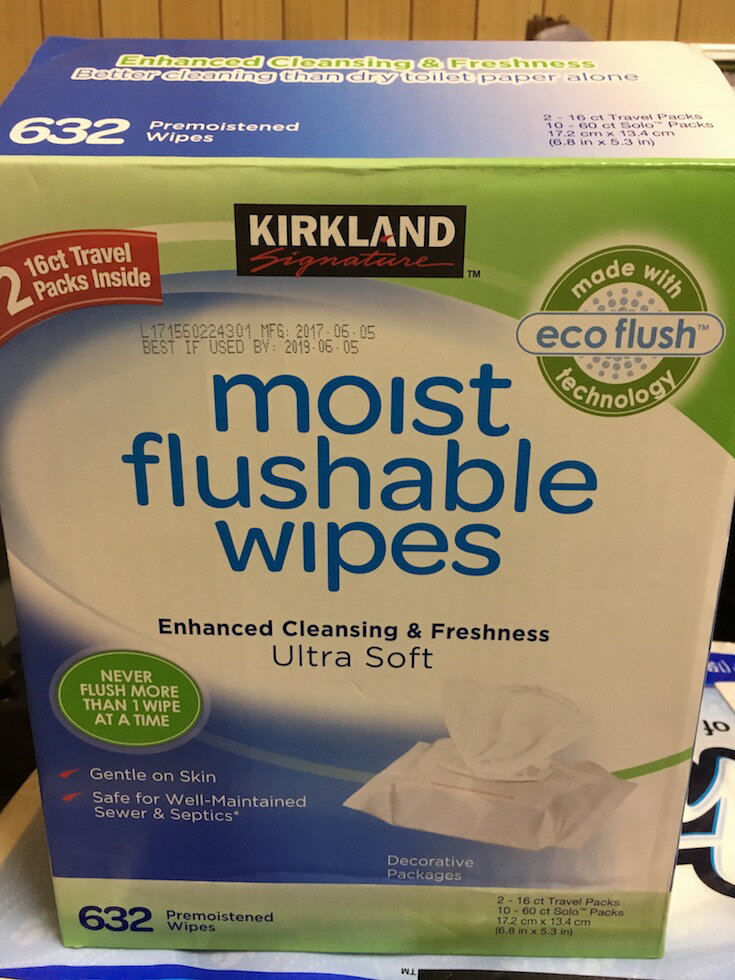 Enhanced Cleansing & Freshness
Better cleaning than dry toilet paper alone
632 Premoistened
Wipes
2 - 16 ct Travel Packs
10 - 60 ct Solo™ Packs
17.2 cm x 13.4 cm
(6.8 in x 5.3 in)
KIRKLAND
Signature™
2 16ct Travel
Packs Inside
made with
eco flush™
technology
L171560224301 MFG: 2017-06-05
BEST IF USED BY: 2019-06-05
moist
flushable
wipes
Enhanced Cleansing & Freshness
Ultra Soft
NEVER
FLUSH MORE
THAN 1 WIPE
AT A TIME
Gentle on Skin
Safe for Well-Maintained
Sewer & Septics*
Decorative
Packages
632 Premoistened
Wipes
2 - 16 ct Travel Packs
10 - 60 ct Solo™ Packs
17.2 cm x 13.4 cm
(6.8 in x 5.3 in)
TM